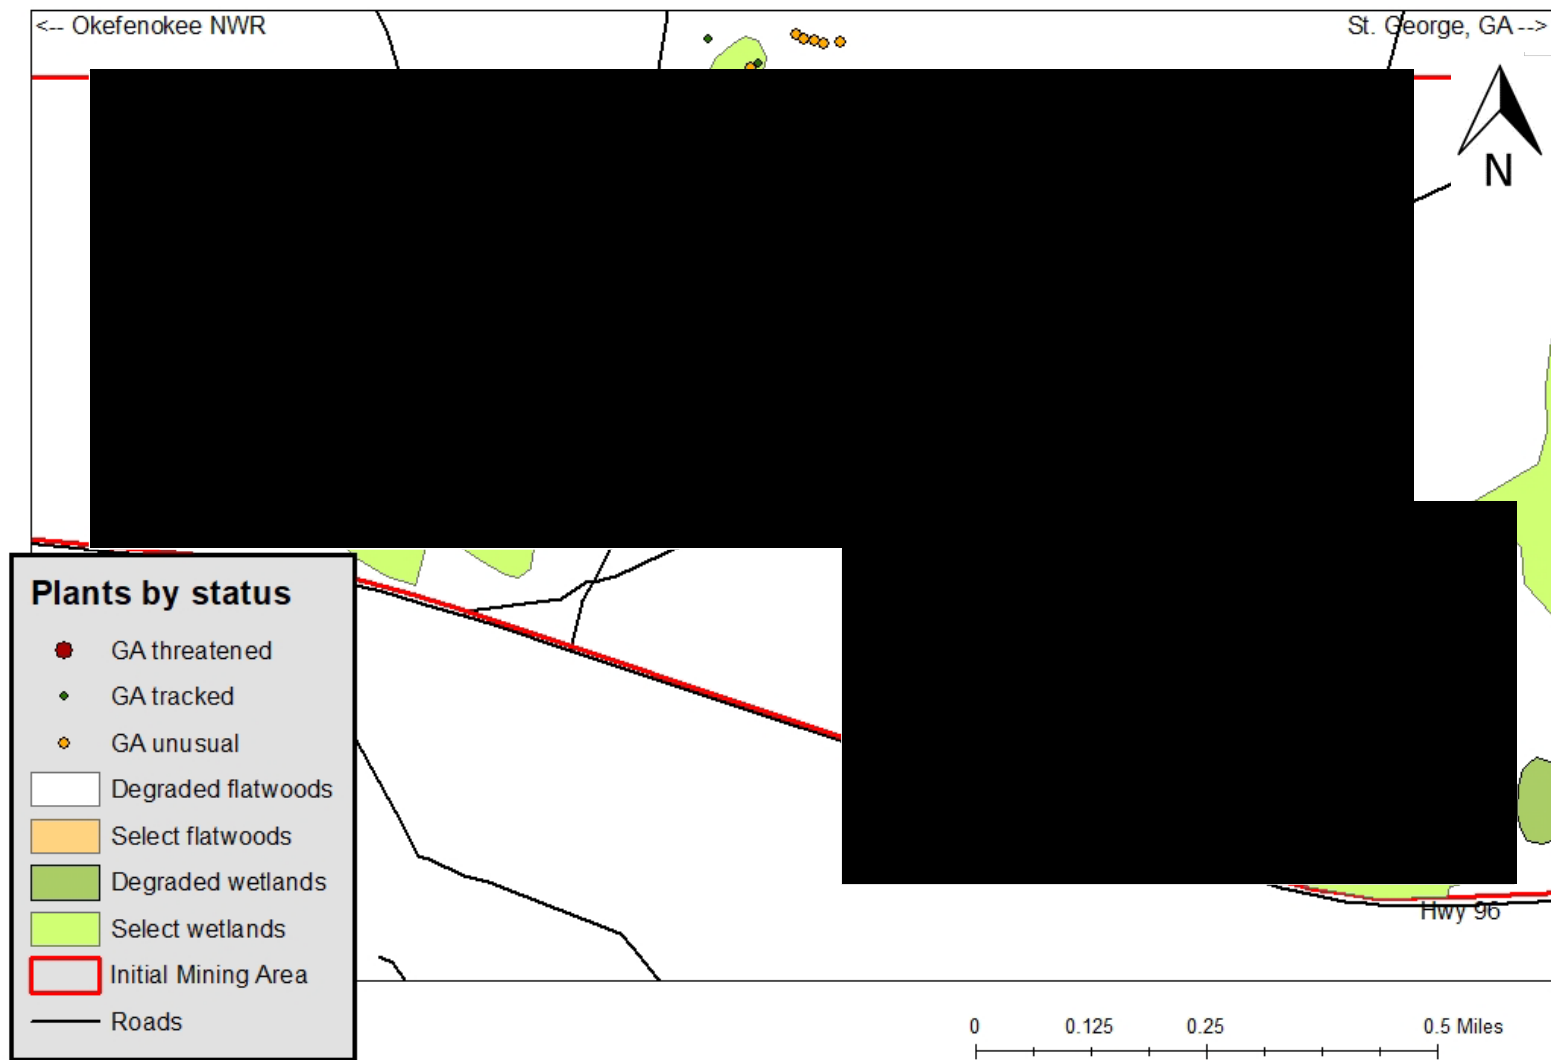 <-- Okefenokee NWR
St. George, GA -->
N
Plants by status
GA threatened
GA tracked
GA unusual
Degraded flatwoods
Select flatwoods
Degraded wetlands
Select wetlands
Initial Mining Area
Roads
Hwy 96
0 0.125 0.25 0.5 Miles